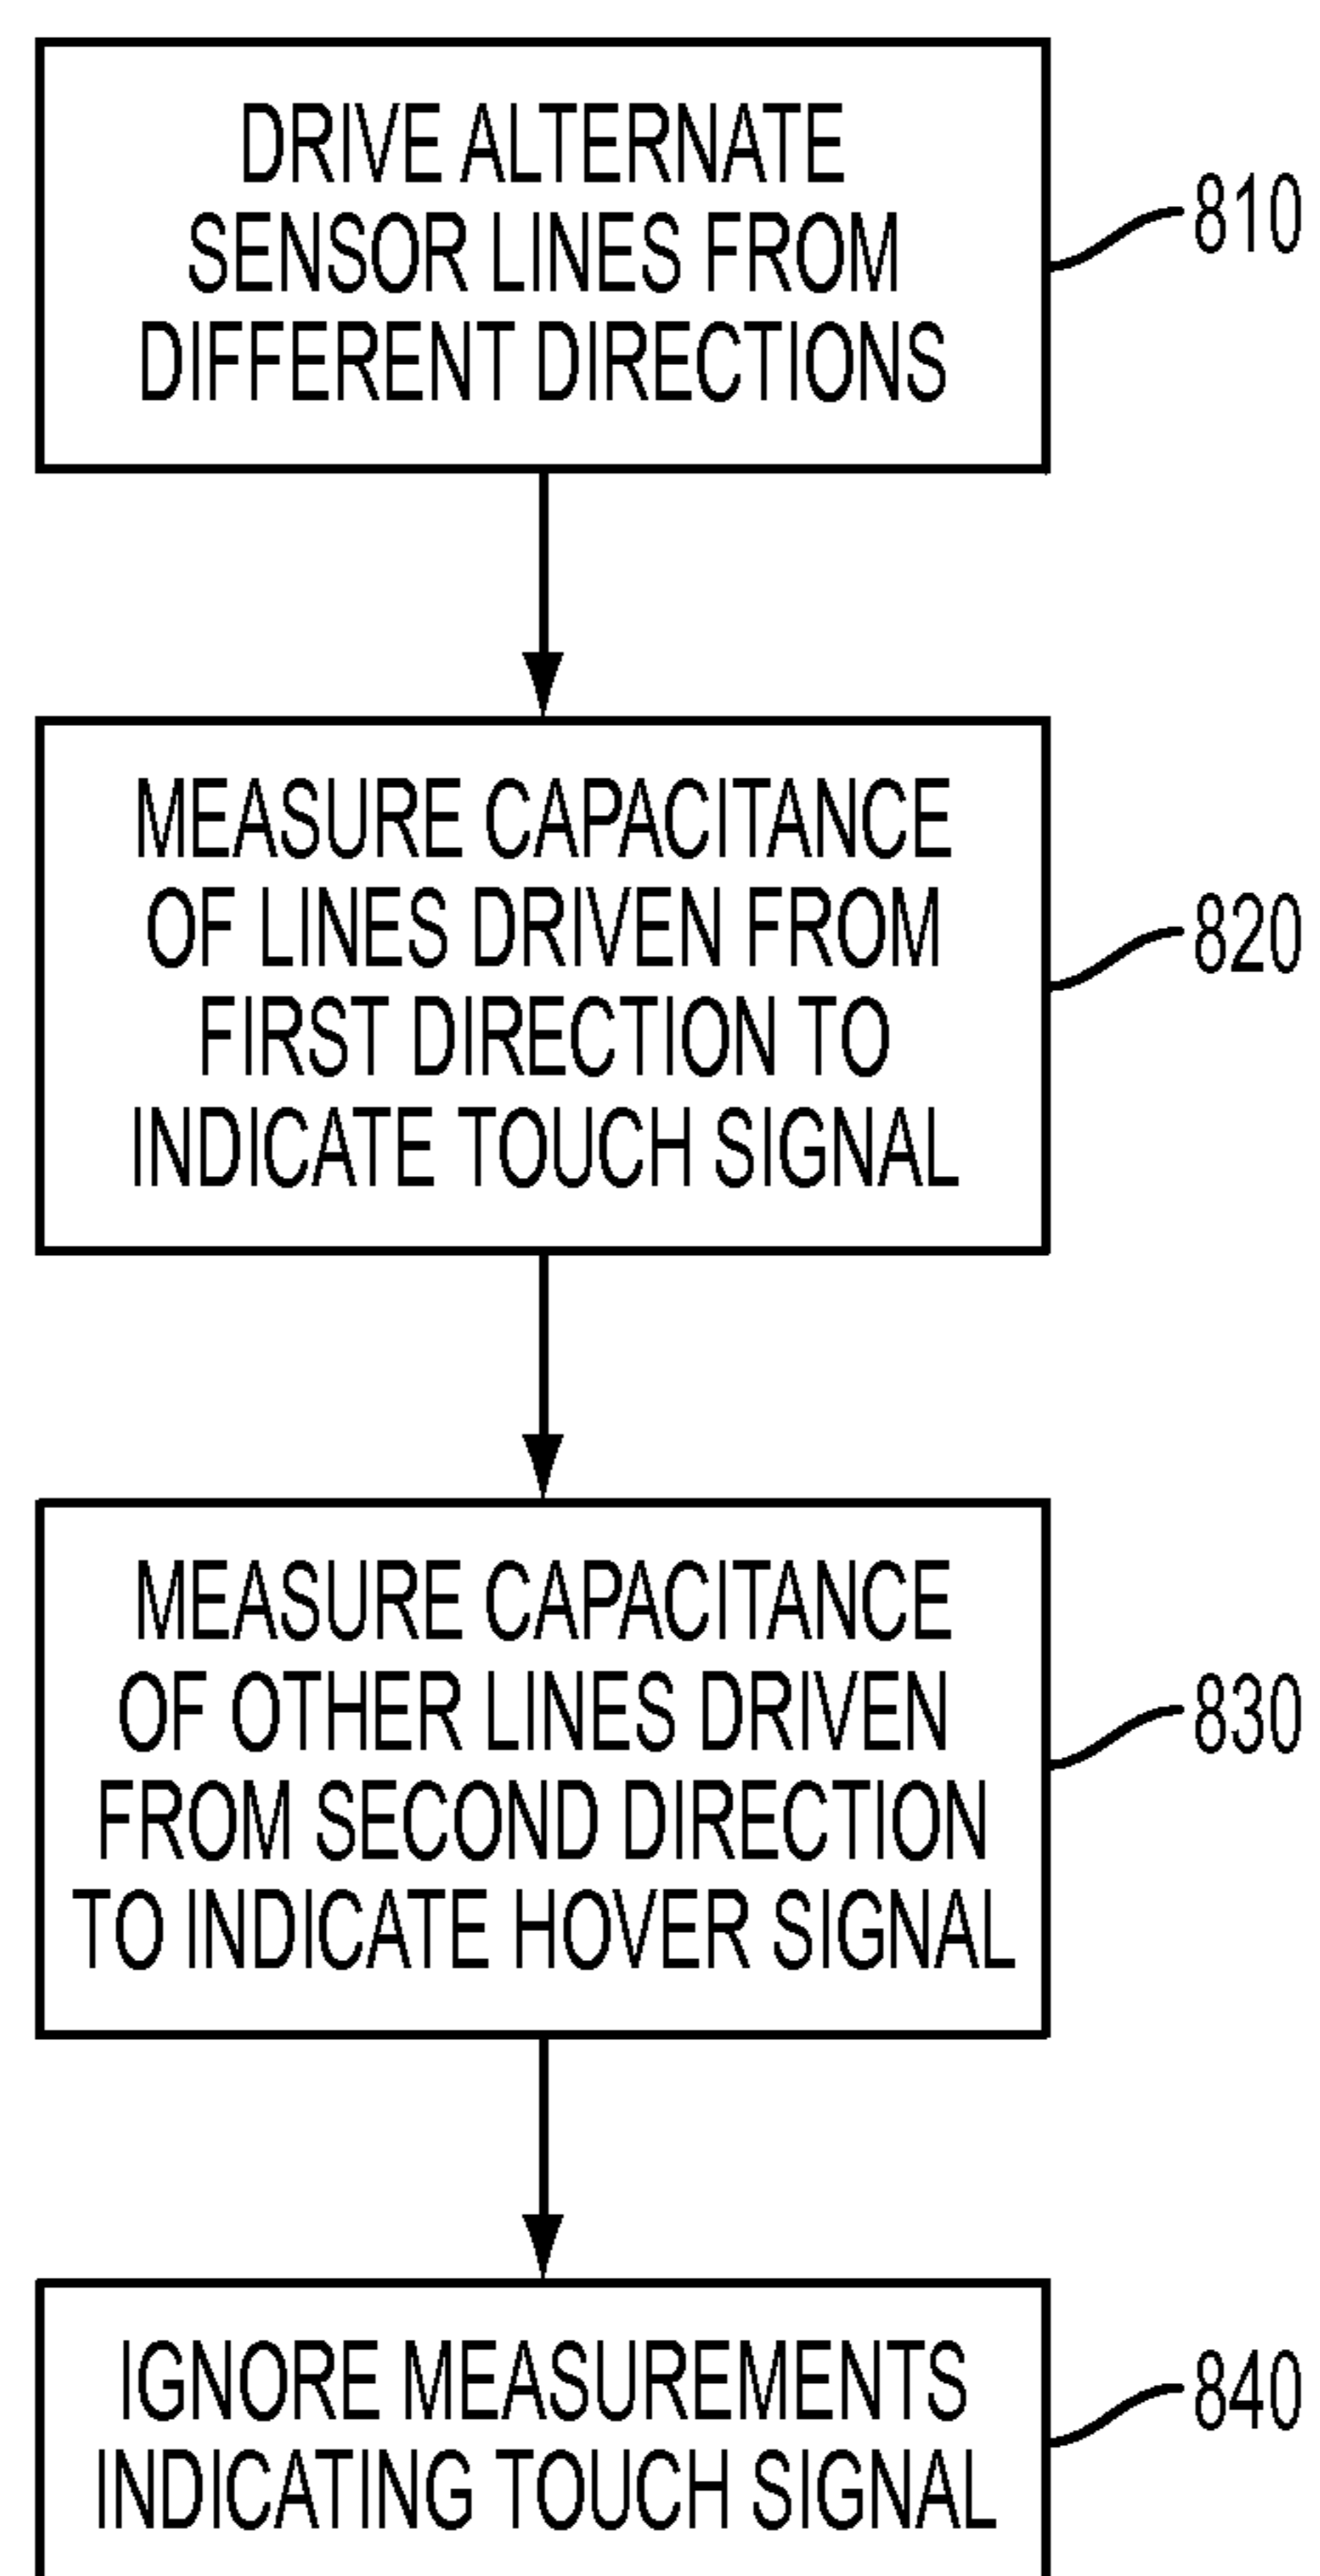 DRIVE ALTERNATE
SENSOR LINES FROM
DIFFERENT DIRECTIONS
810
MEASURE CAPACITANCE
OF LINES DRIVEN FROM
FIRST DIRECTION TO
INDICATE TOUCH SIGNAL
820
MEASURE CAPACITANCE
OF OTHER LINES DRIVEN
FROM SECOND DIRECTION
TO INDICATE HOVER SIGNAL
830
IGNORE MEASUREMENTS
INDICATING TOUCH SIGNAL
840